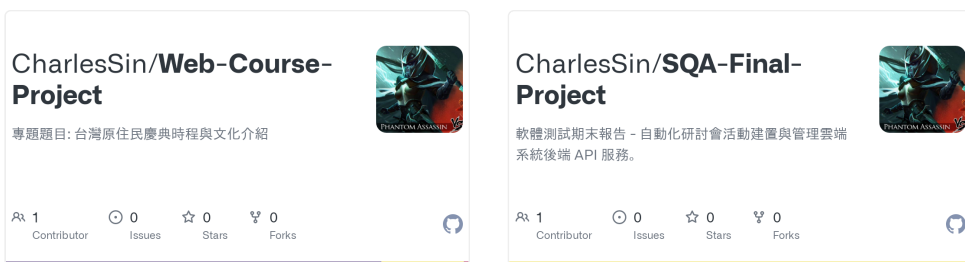 CharlesSin/Web-Course-
Project
PHANTOM ASSASSIN
專題題目: 台灣原住民慶典時程與文化介紹
1
Contributor
0
Issues
0
Stars
0
Forks
CharlesSin/SQA-Final-
Project
PHANTOM ASSASSIN
軟體測試期末報告 - 自動化研討會活動建置與管理雲端
系統後端 API 服務。
1
Contributor
0
Issues
0
Stars
0
Forks